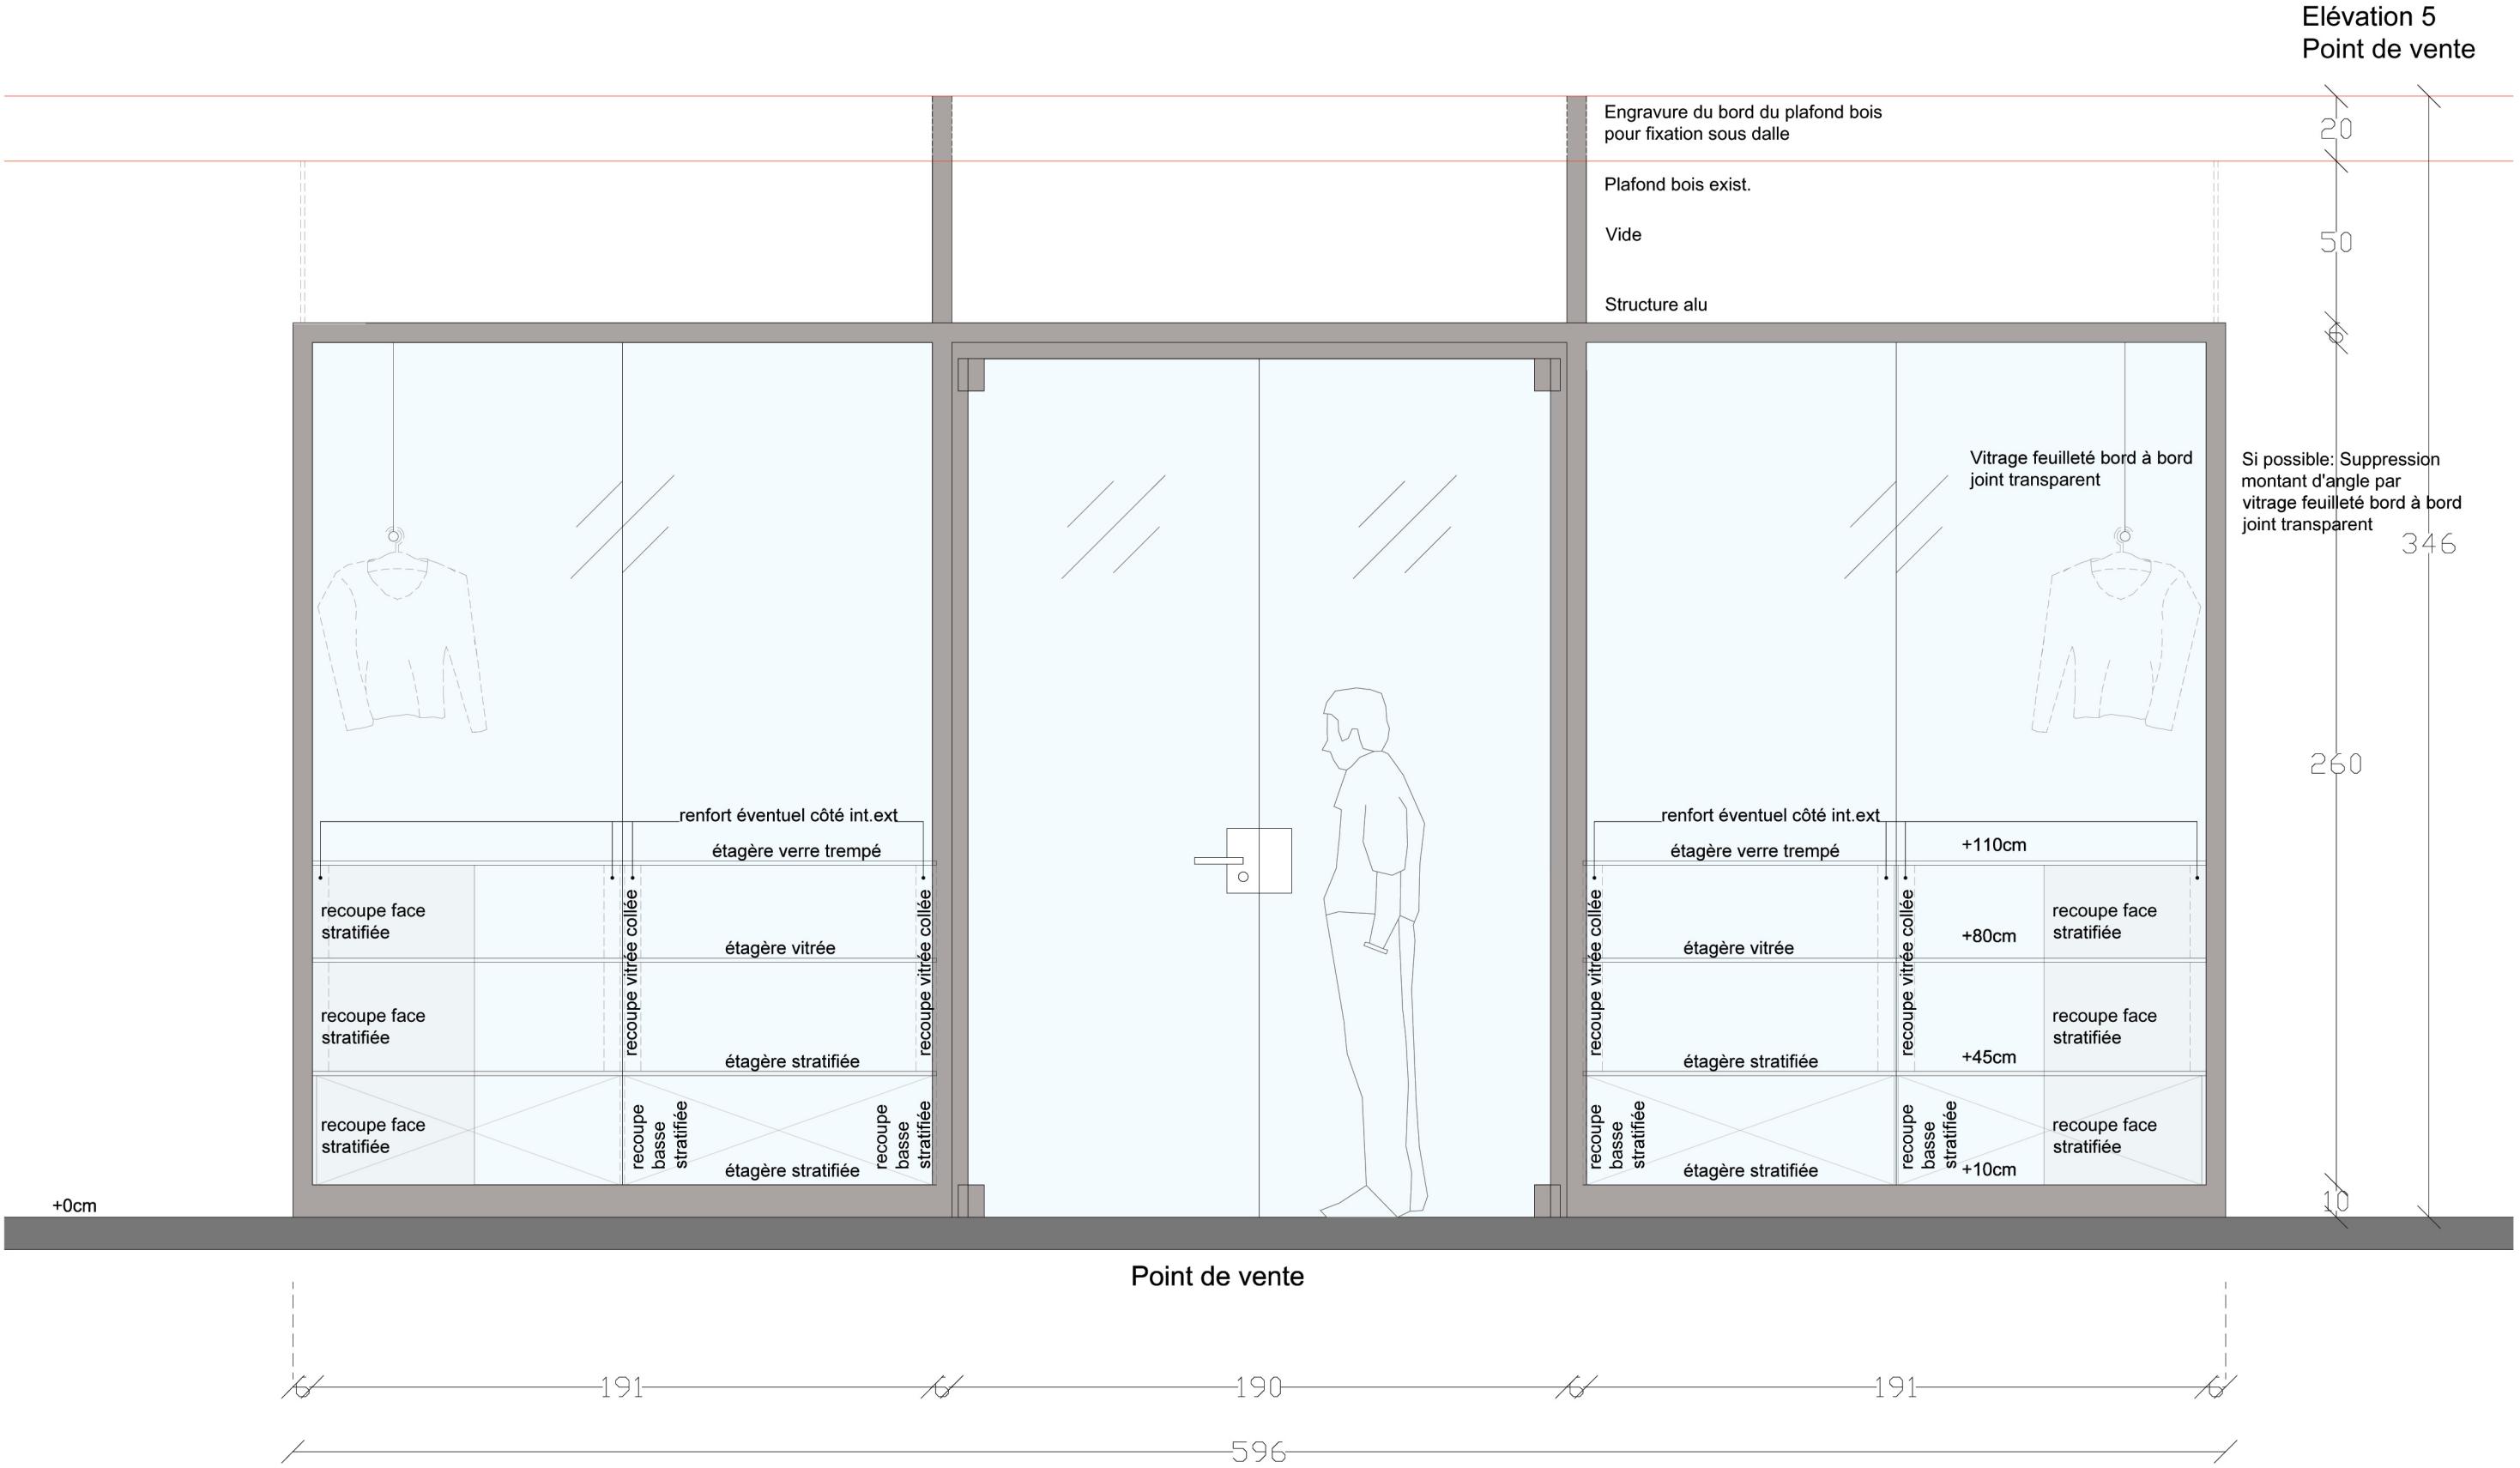 Elévation 5
Point de vente
Engravure du bord du plafond bois
pour fixation sous dalle
20
Plafond bois exist.
Vide
50
Structure alu
6
Vitrage feuilleté bord à bord
joint transparent
Si possible: Suppression
montant d'angle par
vitrage feuilleté bord à bord
joint transparent
346
260
renfort éventuel côté int.ext
étagère verre trempé
recoupe face
stratifiée
étagère vitrée
recoupe vitrée collée
recoupe vitrée collée
recoupe face
stratifiée
étagère stratifiée
recoupe face
stratifiée
recoupe
basse
stratifiée
étagère stratifiée
recoupe
basse
stratifiée
renfort éventuel côté int.ext
étagère verre trempé
+110cm
recoupe vitrée collée
recoupe vitrée collée
étagère vitrée
+80cm
recoupe face
stratifiée
étagère stratifiée
+45cm
recoupe face
stratifiée
recoupe
basse
stratifiée
étagère stratifiée
recoupe
basse
stratifiée
+10cm
recoupe face
stratifiée
10
+0cm
Point de vente
6
191
6
190
6
191
6
596